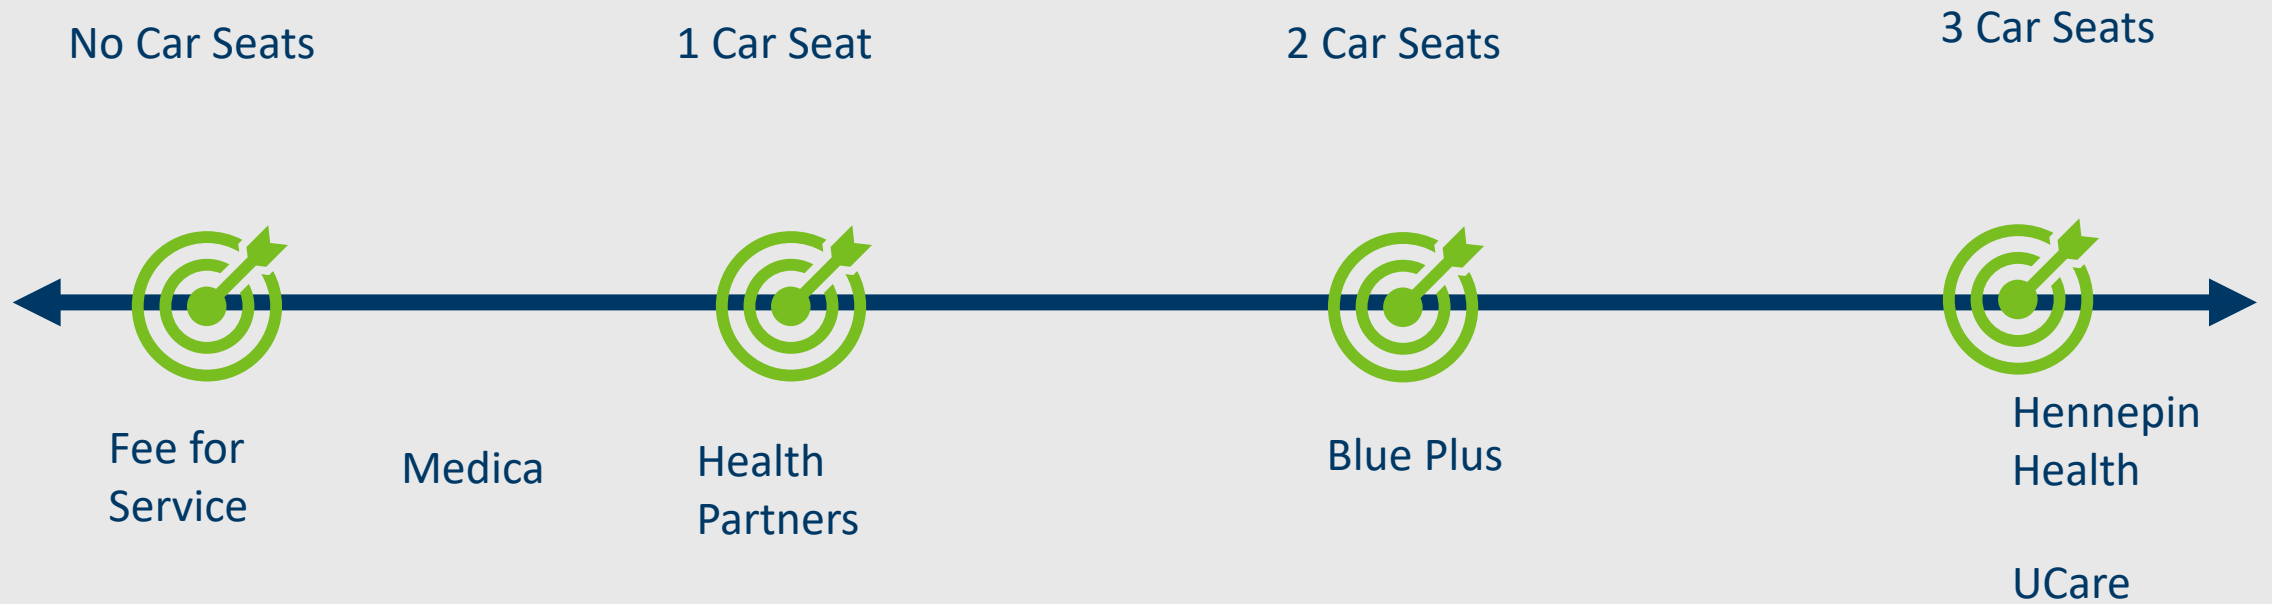 No Car Seats
1 Car Seat
2 Car Seats
3 Car Seats
Fee for
Service
Medica
Health
Partners
Blue Plus
Hennepin
Health
UCare